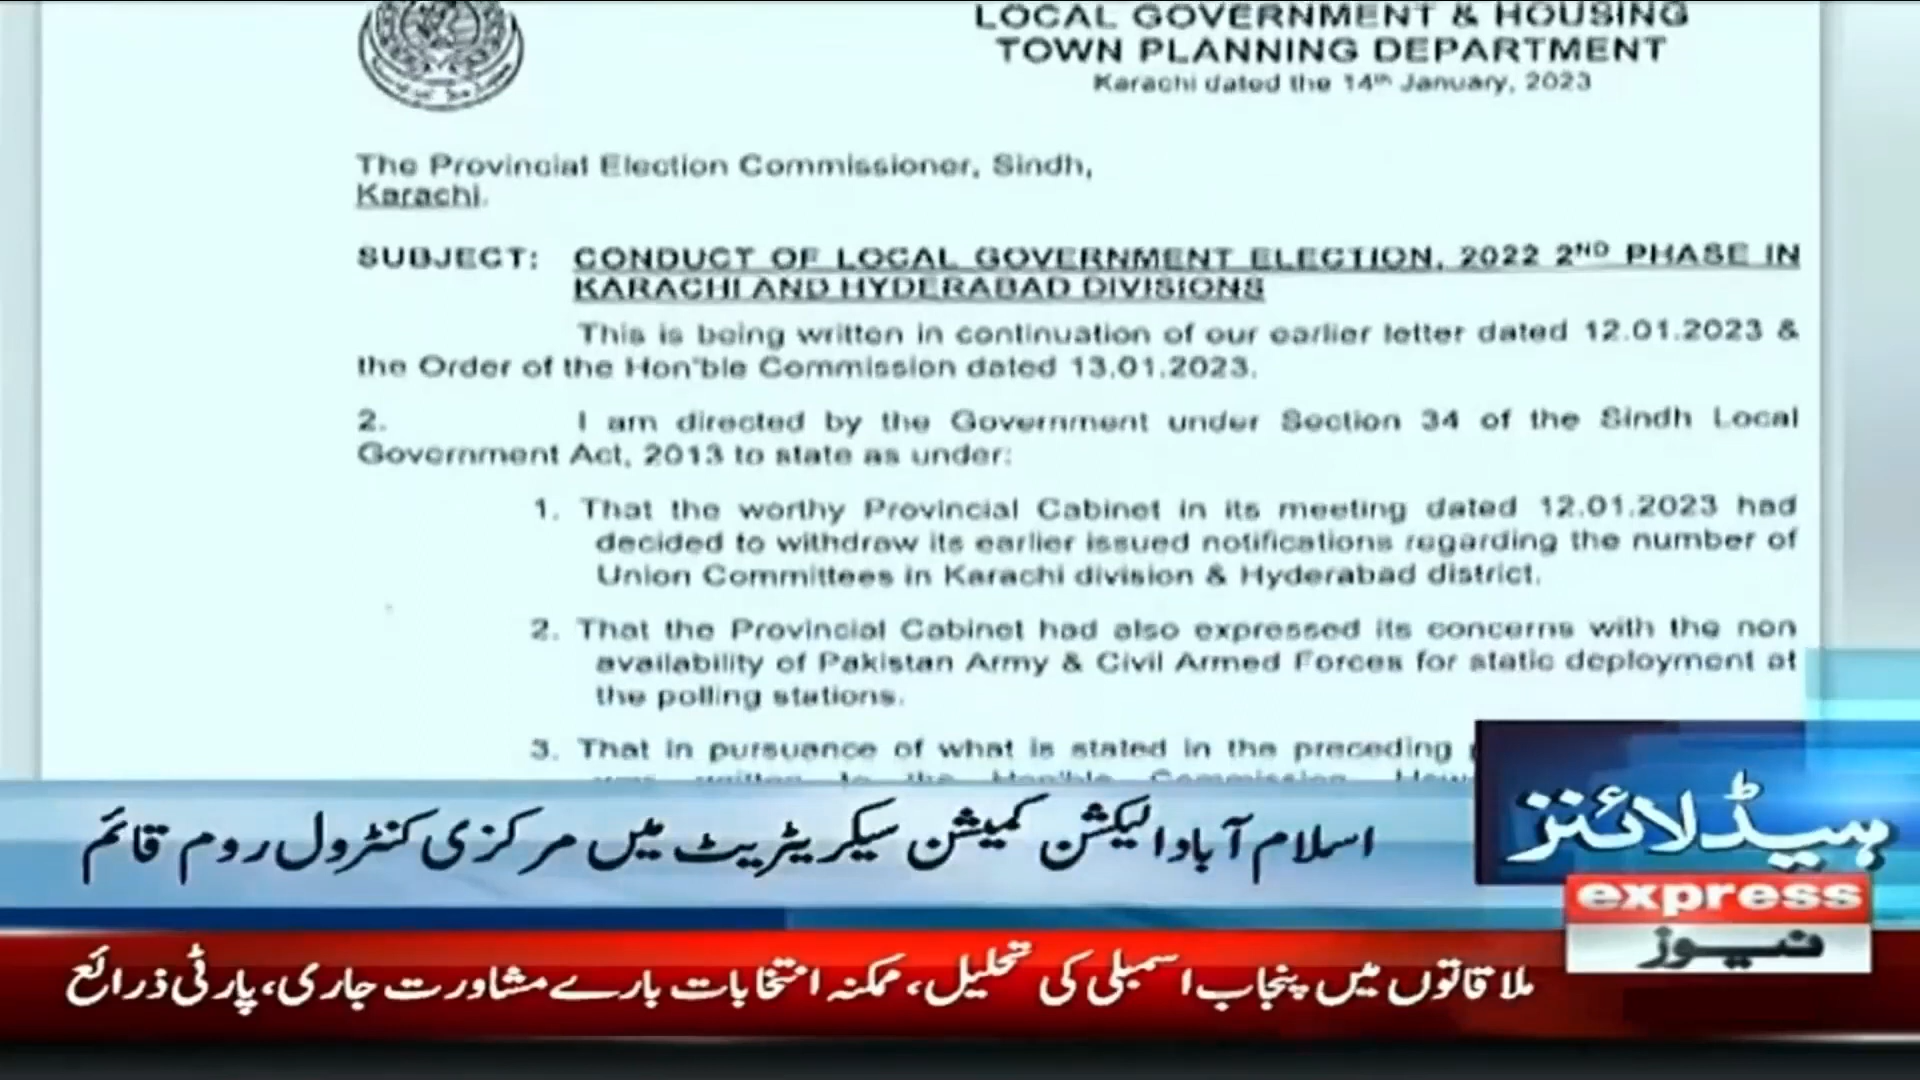 LOCAL GOVERNMENT & HOUSING
TOWN PLANNING DEPARTMENT
Karachi dated the 14th January, 2023
The Provincial Election Commissioner, Sindh,
Karachi.
SUBJECT: CONDUCT OF LOCAL GOVERNMENT ELECTION, 2022 2ND PHASE IN
KARACHI AND HYDERABAD DIVISIONS
This is being written in continuation of our earlier letter dated 12.01.2023 &
the Order of the Hon'ble Commission dated 13.01.2023.
2. I am directed by the Government under Section 34 of the Sindh Local
Government Act, 2013 to state as under:
1. That the worthy Provincial Cabinet in its meeting dated 12.01.2023 had
decided to withdraw its earlier issued notifications regarding the number of
Union Committees in Karachi division & Hyderabad district.
2. That the Provincial Cabinet had also expressed its concerns with the non
availability of Pakistan Army & Civil Armed Forces for static deployment at
the polling stations.
3. That in pursuance of what is stated in the preceding
written to the Hon'ble Commission.
ہیڈلائنز
اسلام آباد الیکشن کمیشن سیکریٹریٹ میں مرکزی کنٹرول روم قائم
express
نیوز
ملاقاتوں میں پنجاب اسمبلی کی تحلیل، ممکنہ انتخابات بارے مشاورت جاری، پارٹی ذرائع